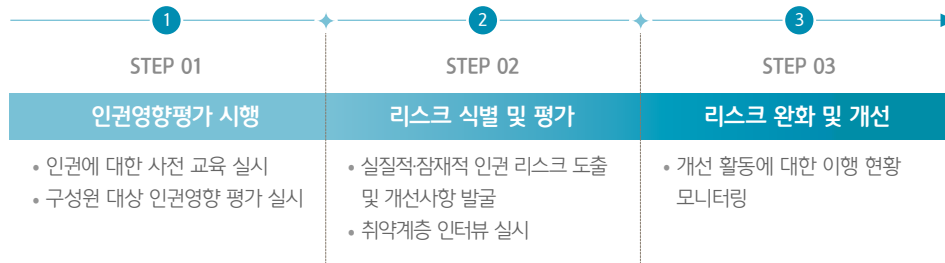 1
STEP 01
인권영향평가 시행
• 인권에 대한 사전 교육 실시
• 구성원 대상 인권영향 평가 실시
2
STEP 02
리스크 식별 및 평가
• 실질적·잠재적 인권 리스크 도출
및 개선사항 발굴
• 취약계층 인터뷰 실시
3
STEP 03
리스크 완화 및 개선
• 개선 활동에 대한 이행 현황
모니터링